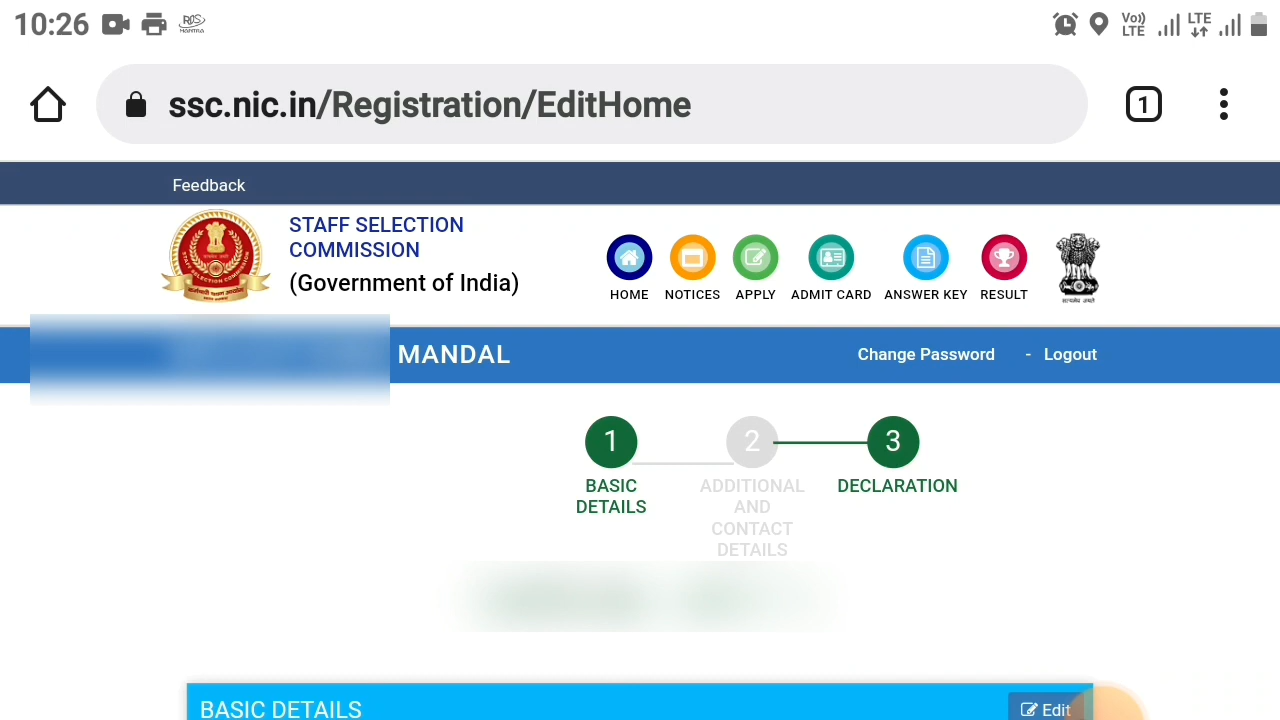 10:26
Vo)) LTE LTE
ssc.nic.in/Registration/EditHome
1
Feedback
STAFF SELECTION
COMMISSION
(Government of India)
HOME NOTICES APPLY ADMIT CARD ANSWER KEY RESULT
MANDAL Change Password - Logout
1 2 3
BASIC DETAILS
ADDITIONAL AND CONTACT DETAILS
DECLARATION
BASIC DETAILS Edit